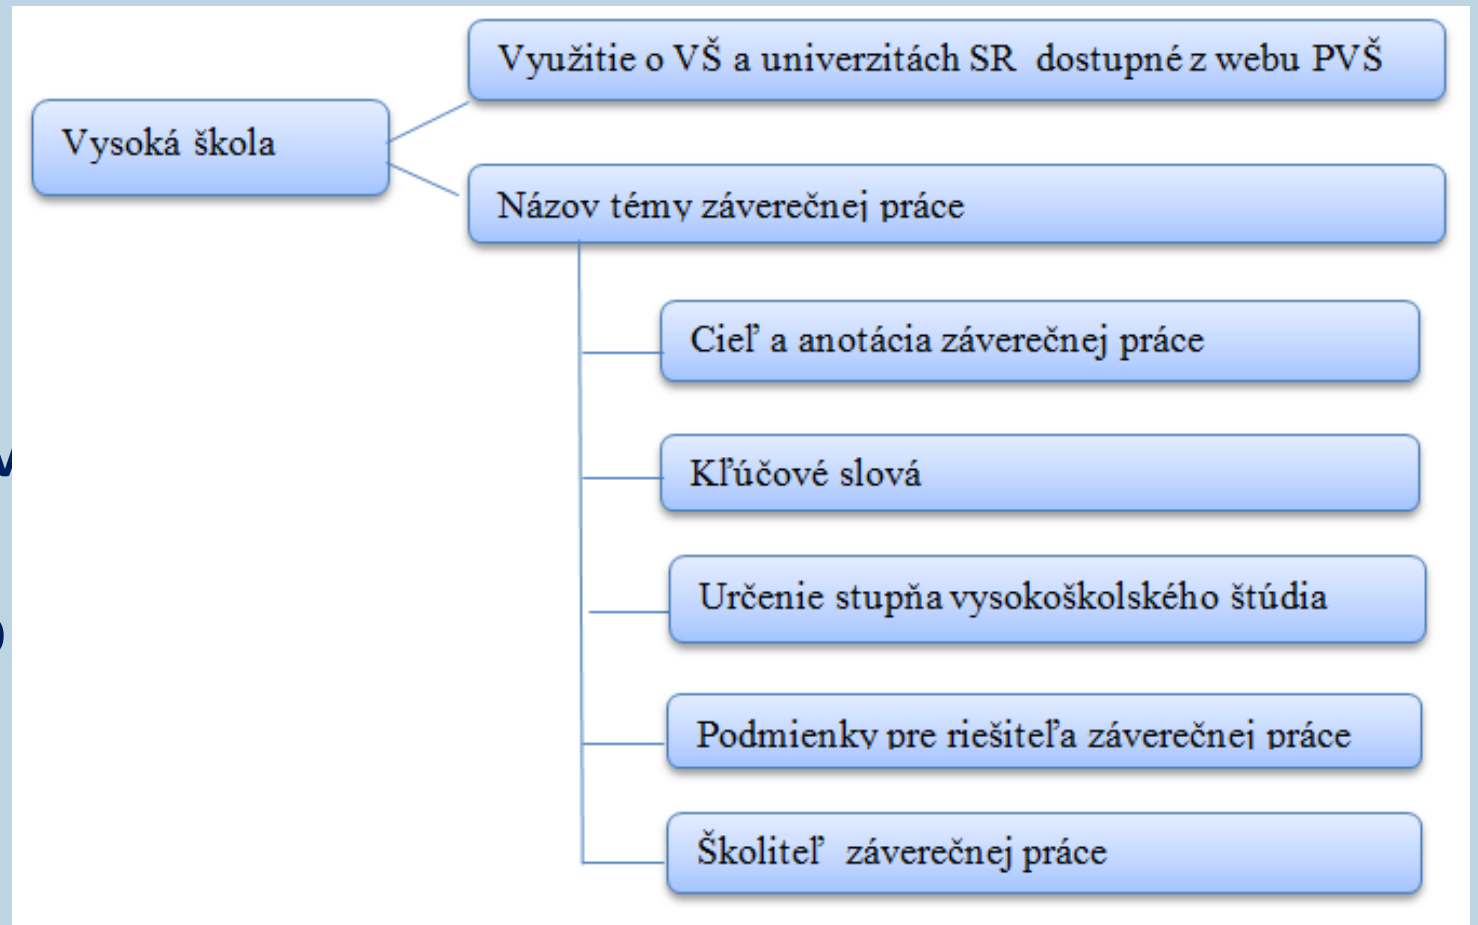 Využitie o VŠ a univerzitách SR dostupné z webu PVŠ
Vysoká škola
Názov témy záverečnej práce
Cieľ a anotácia záverečnej práce
Kľúčové slová
Určenie stupňa vysokoškolského štúdia
Podmienky pre riešiteľa záverečnej práce
Školiteľ záverečnej práce